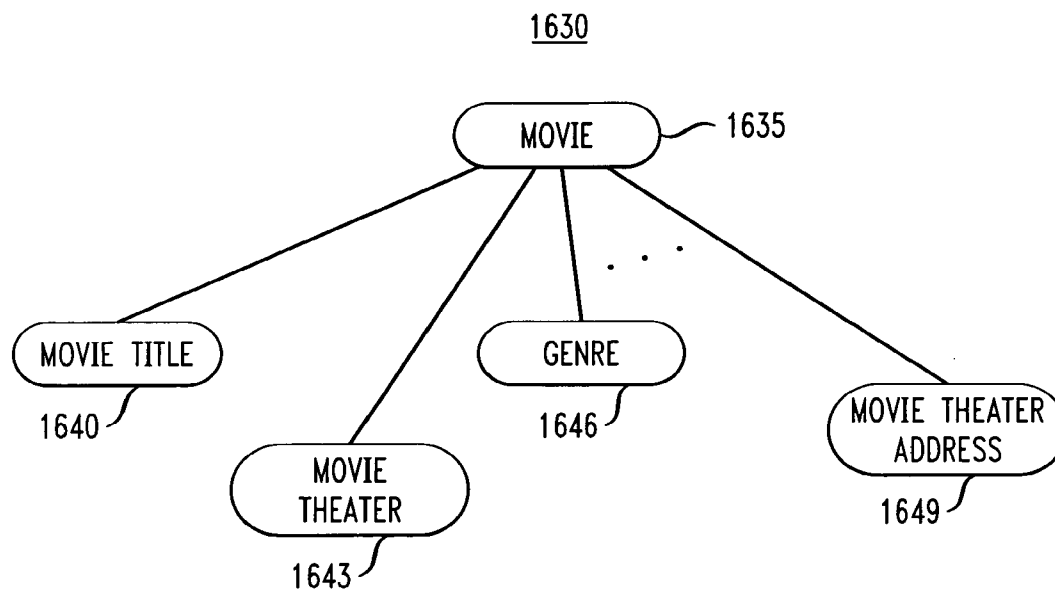 1630
MOVIE
1635
MOVIE TITLE
1640
MOVIE
THEATER
1643
GENRE
1646
MOVIE THEATER
ADDRESS
1649